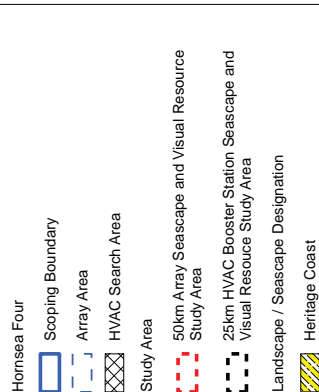 Hornsea Four
Scoping Boundary
Array Area
HVAC Search Area
Study Area
50km Array Seascape and Visual Resource
Study Area
25km HVAC Booster Station Seascape and
Visual Resouce Study Area
Landscape / Seascape Designation
Heritage Coast